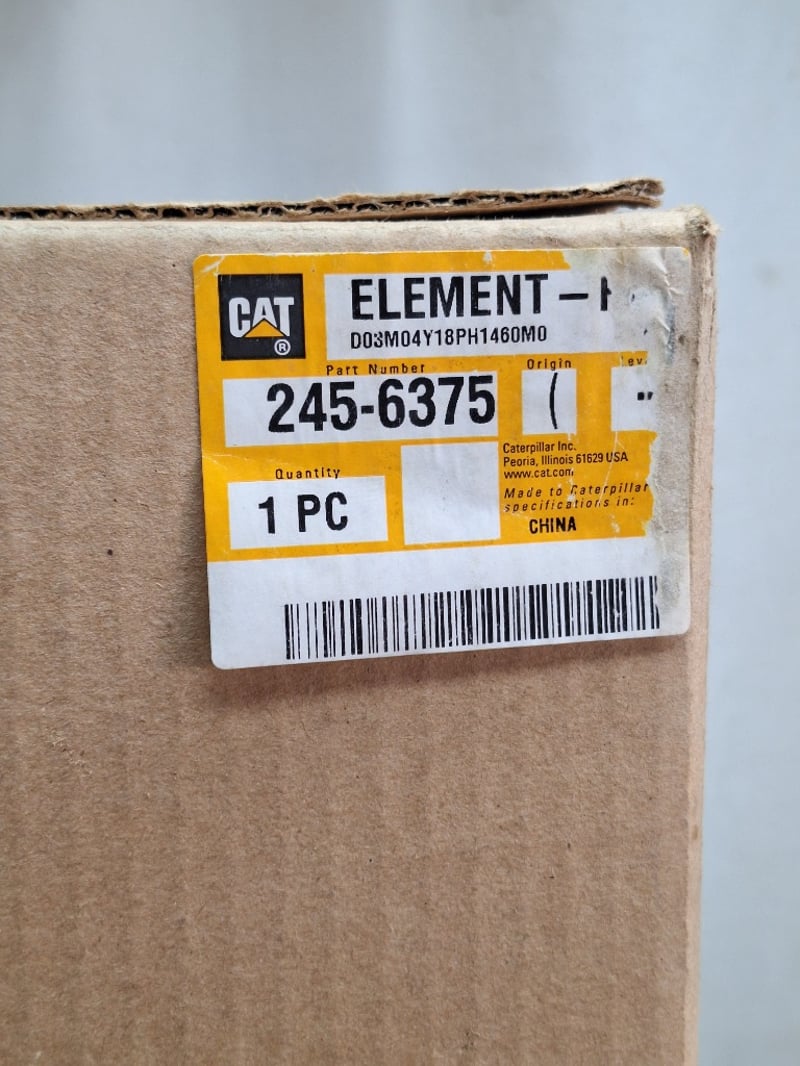 CAT®
ELEMENT –
D03M04Y18PH1460M0
Part Number
Origin
245-6375
Caterpillar Inc.
Peoria, Illinois 61629 USA
www.cat.com
Made to Caterpillar
specifications in:
CHINA
Quantity
1 PC